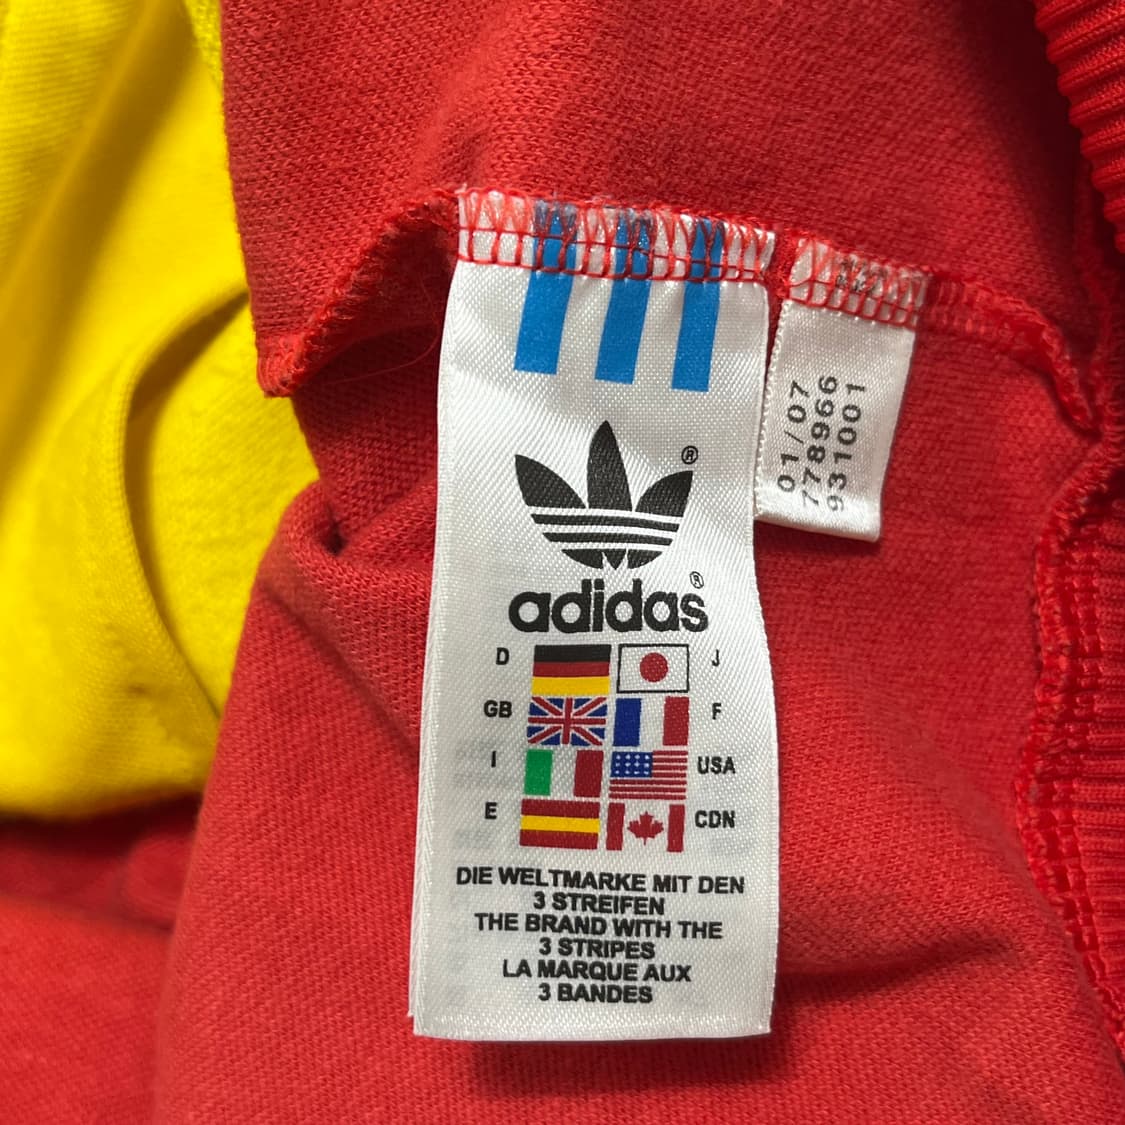 ®
adidas®
D J
GB F
I USA
E CDN
DIE WELTMARKE MIT DEN
3 STREIFEN
THE BRAND WITH THE
3 STRIPES
LA MARQUE AUX
3 BANDES
01/07
778966
931001